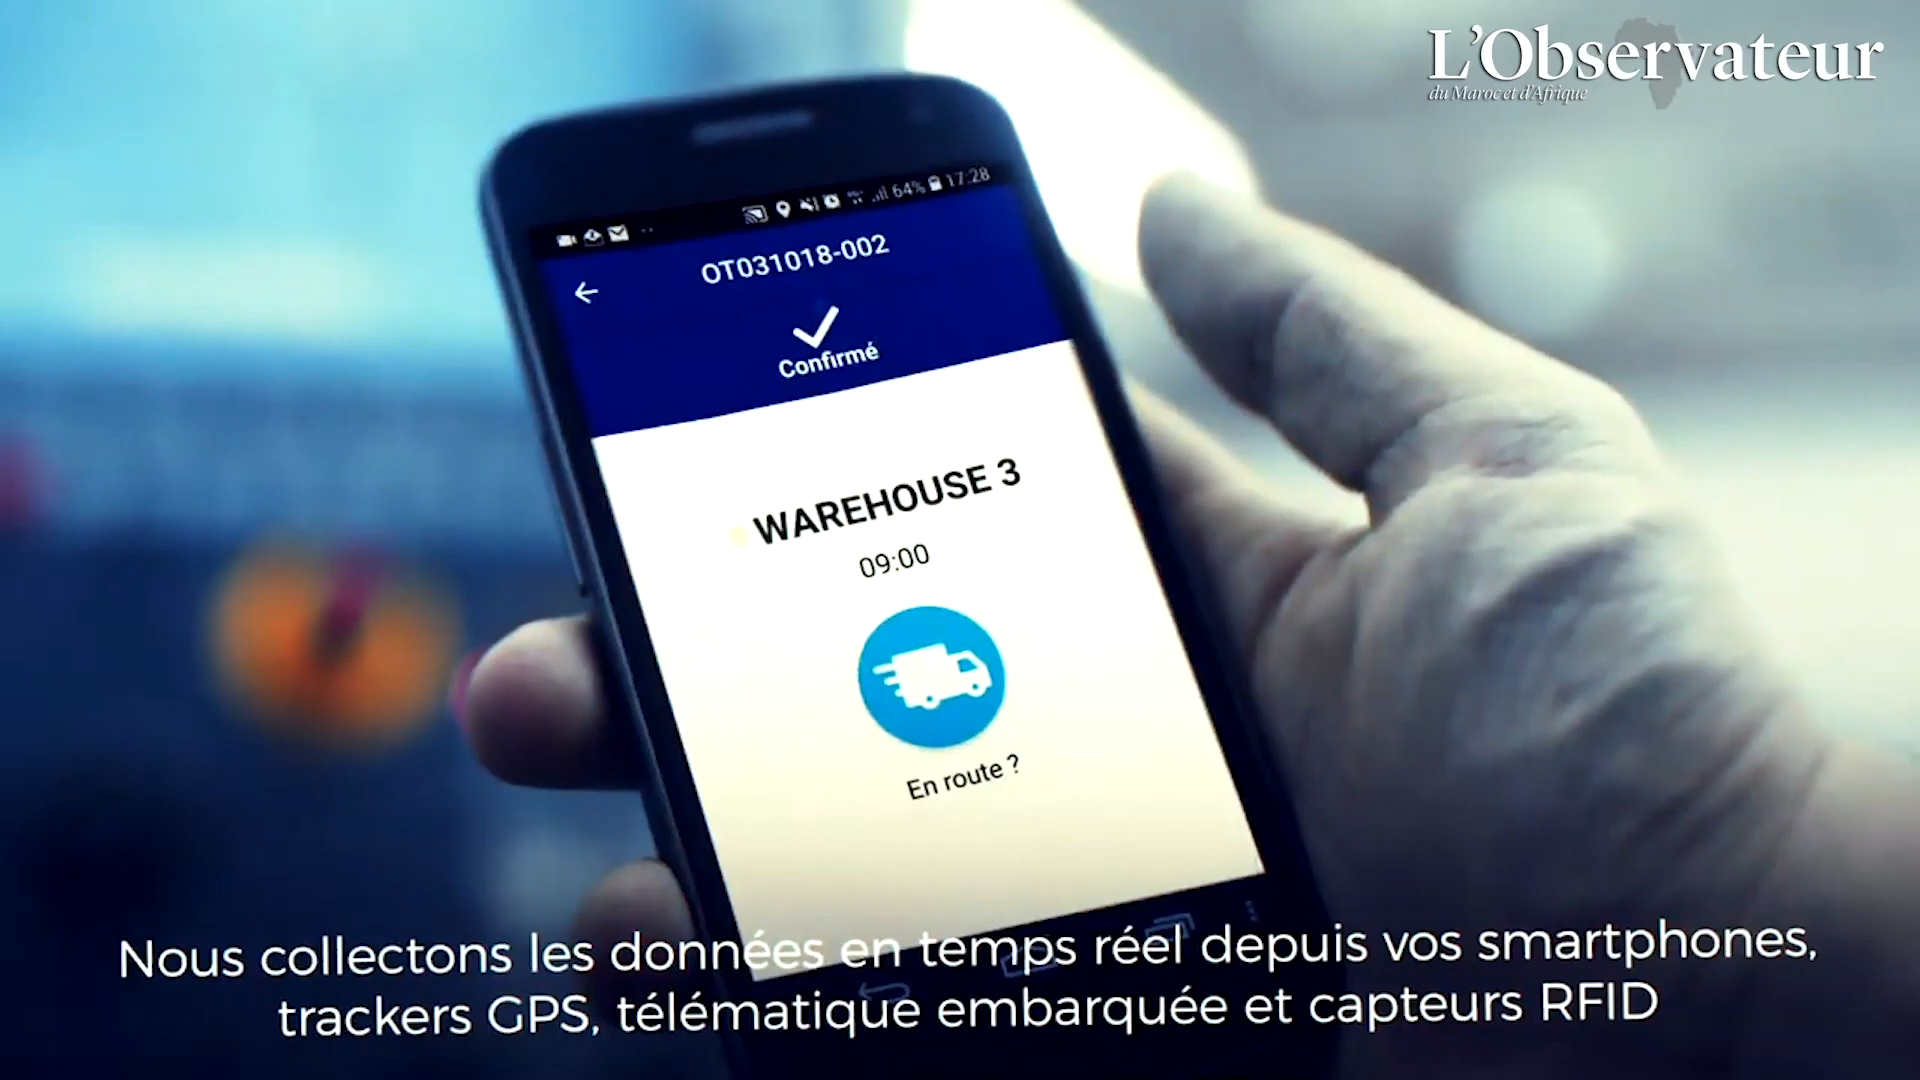 L'Observateur
du Maroc et d'Afrique
64% 17:28
OT031018-002
Confirmé
WAREHOUSE 3
09:00
En route ?
Nous collectons les données en temps réel depuis vos smartphones,
trackers GPS, télématique embarquée et capteurs RFID